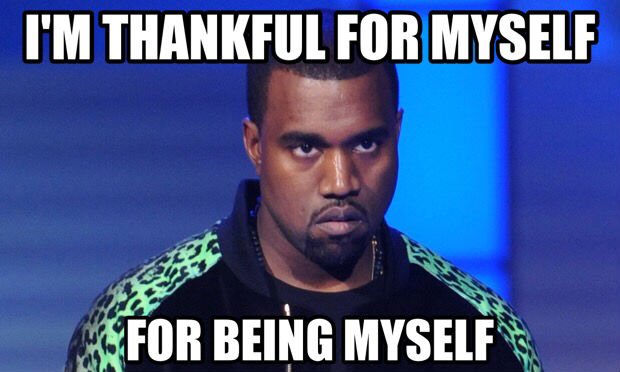 I'M THANKFUL FOR MYSELF
FOR BEING MYSELF